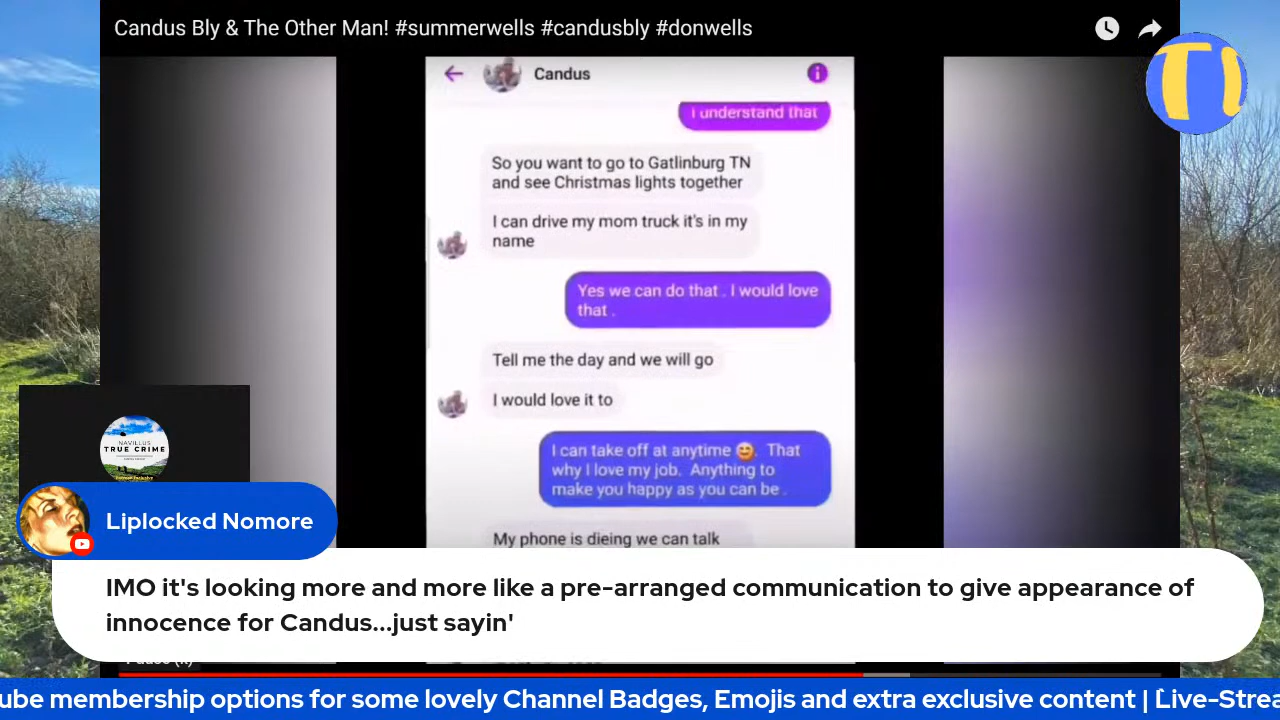 Candus Bly & The Other Man! #summerwells #candusbly #donwells
Candus
I understand that
So you want to go to Gatlinburg TN
and see Christmas lights together
I can drive my mom truck it's in my
name
Yes we can do that . I would love
that .
Tell me the day and we will go
I would love it to
I can take off at anytime 😊. That
why I love my job. Anything to
make you happy as you can be .
My phone is dieing we can talk
NAVILLUS
TRUE CRIME
Liplocked Nomore
IMO it's looking more and more like a pre-arranged communication to give appearance of
innocence for Candus...just sayin'
Pause (k)
ube membership options for some lovely Channel Badges, Emojis and extra exclusive content | Live-Strea